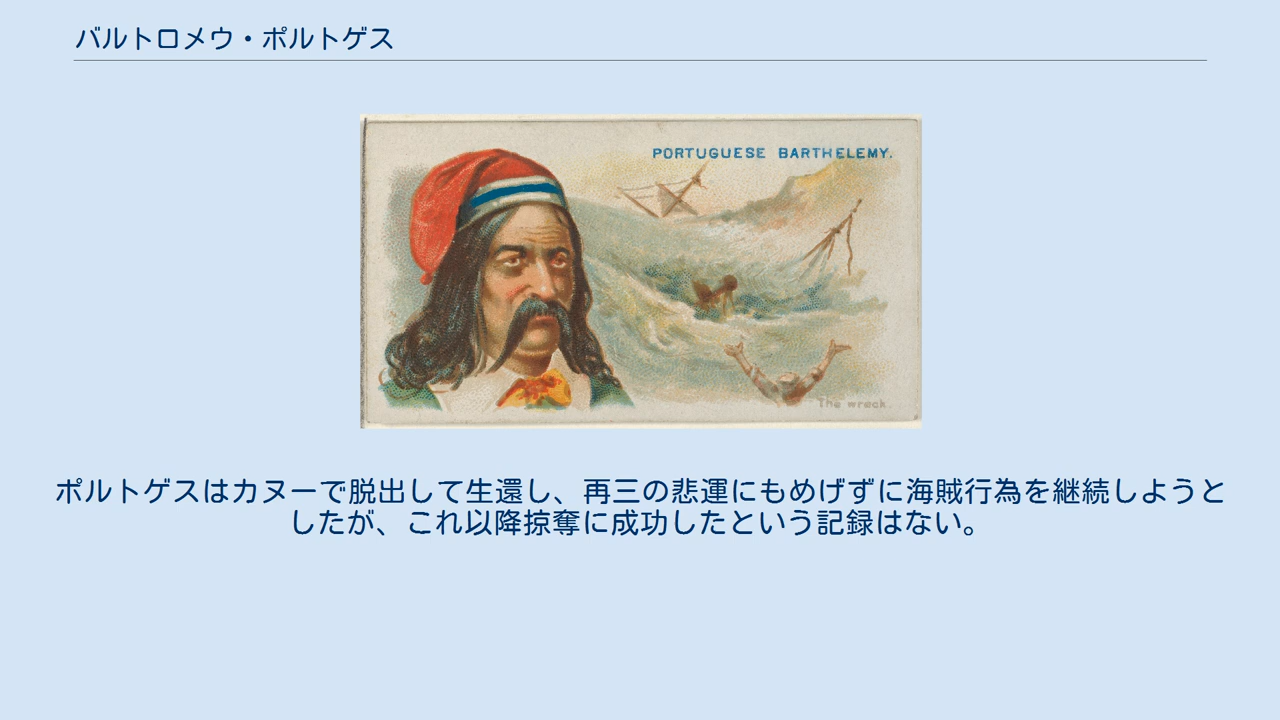 バルトロメウ・ポルトゲス
PORTUGUESE BARTHELEMY.
The wreck.
ポルトゲスはカヌーで脱出して生還し、再三の悲運にもめげずに海賊行為を継続しようと
したが、これ以降掠奪に成功したという記録はない。